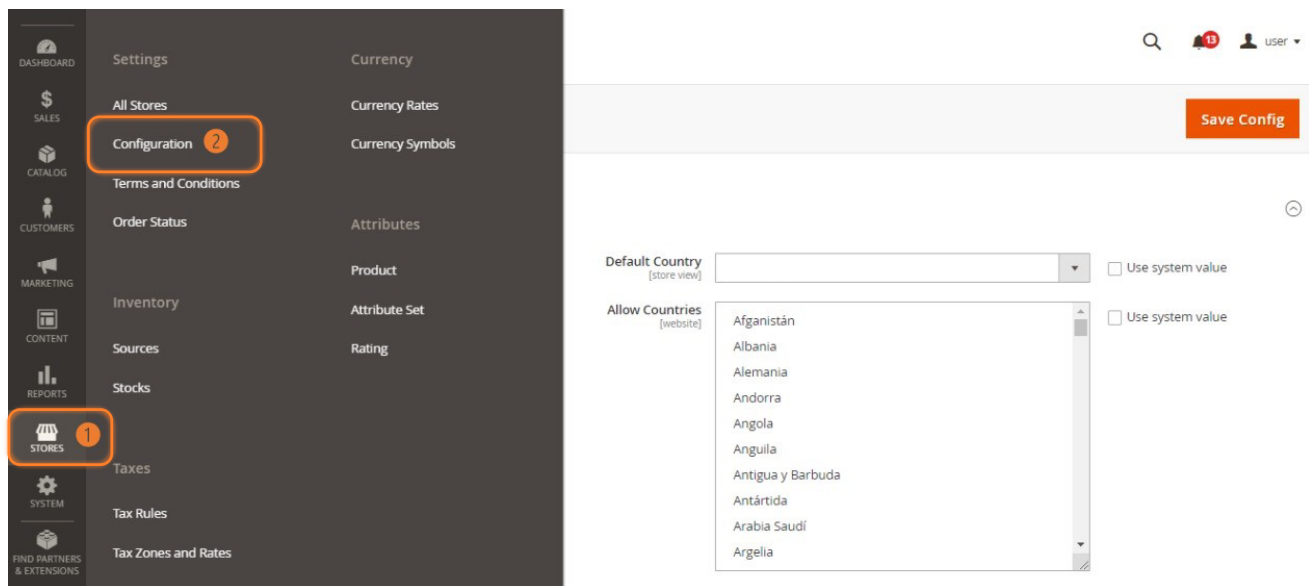 DASHBOARD
SALES
CATALOG
CUSTOMERS
MARKETING
CONTENT
REPORTS
STORES
1
SYSTEM
FIND PARTNERS
& EXTENSIONS
Settings
All Stores
Configuration 2
Terms and Conditions
Order Status
Inventory
Sources
Stocks
Taxes
Tax Rules
Tax Zones and Rates
Currency
Currency Rates
Currency Symbols
Attributes
Product
Attribute Set
Rating
13 user
Save Config
Default Country
[store view]
Use system value
Allow Countries
[website]
Afganistán
Albania
Alemania
Andorra
Angola
Anguila
Antigua y Barbuda
Antártida
Arabia Saudí
Argelia
Use system value